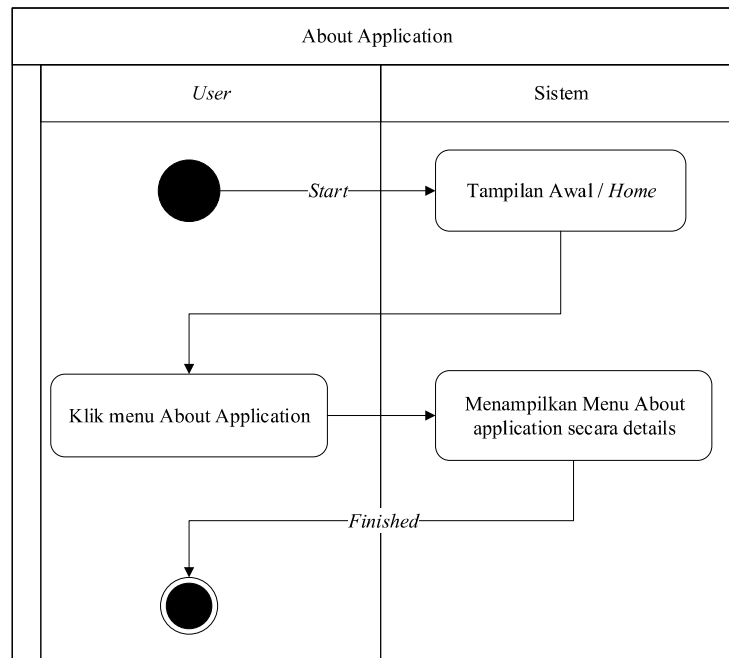 About Application
User
Sistem
Start
Tampilan Awal / Home
Klik menu About Application
Menampilkan Menu About
application secara details
Finished